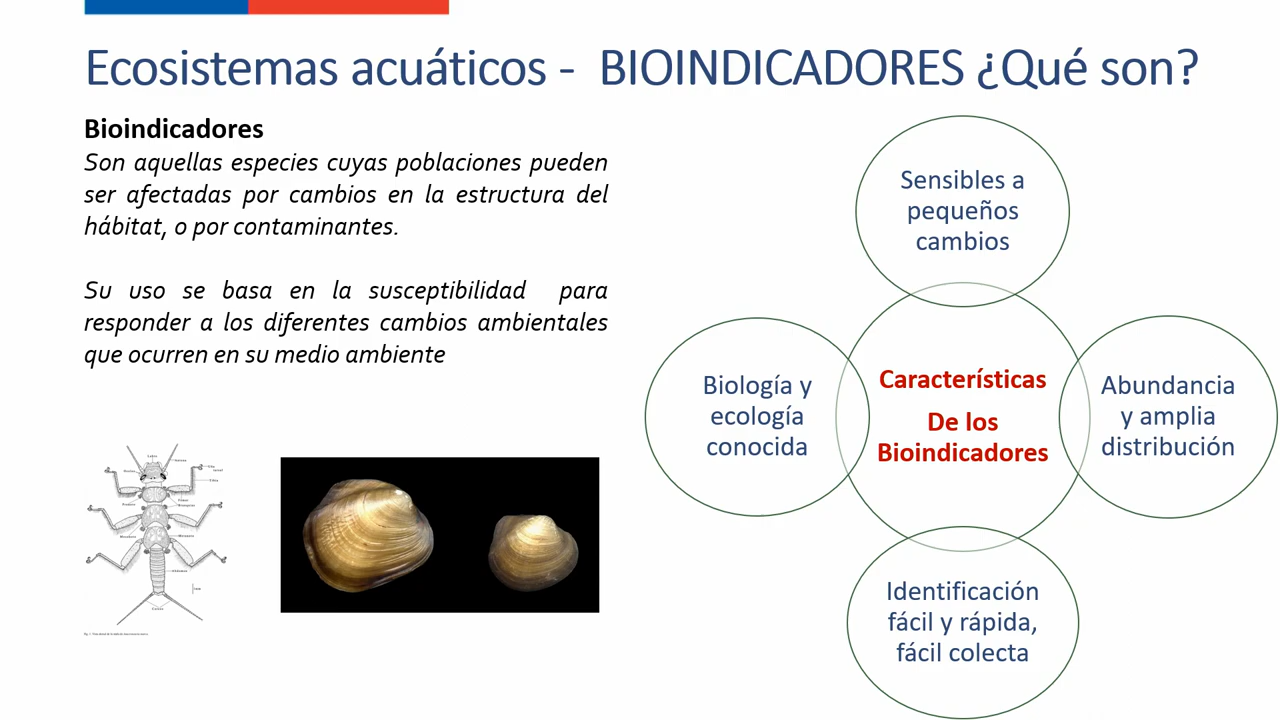 Ecosistemas acuáticos - BIOINDICADORES ¿Qué son?
Bioindicadores
Son aquellas especies cuyas poblaciones pueden
ser afectadas por cambios en la estructura del
hábitat, o por contaminantes.
Su uso se basa en la susceptibilidad para
responder a los diferentes cambios ambientales
que ocurren en su medio ambiente
Sensibles a
pequeños
cambios
Biología y
ecología
conocida
Características
De los
Bioindicadores
Abundancia
y amplia
distribución
Identificación
fácil y rápida,
fácil colecta